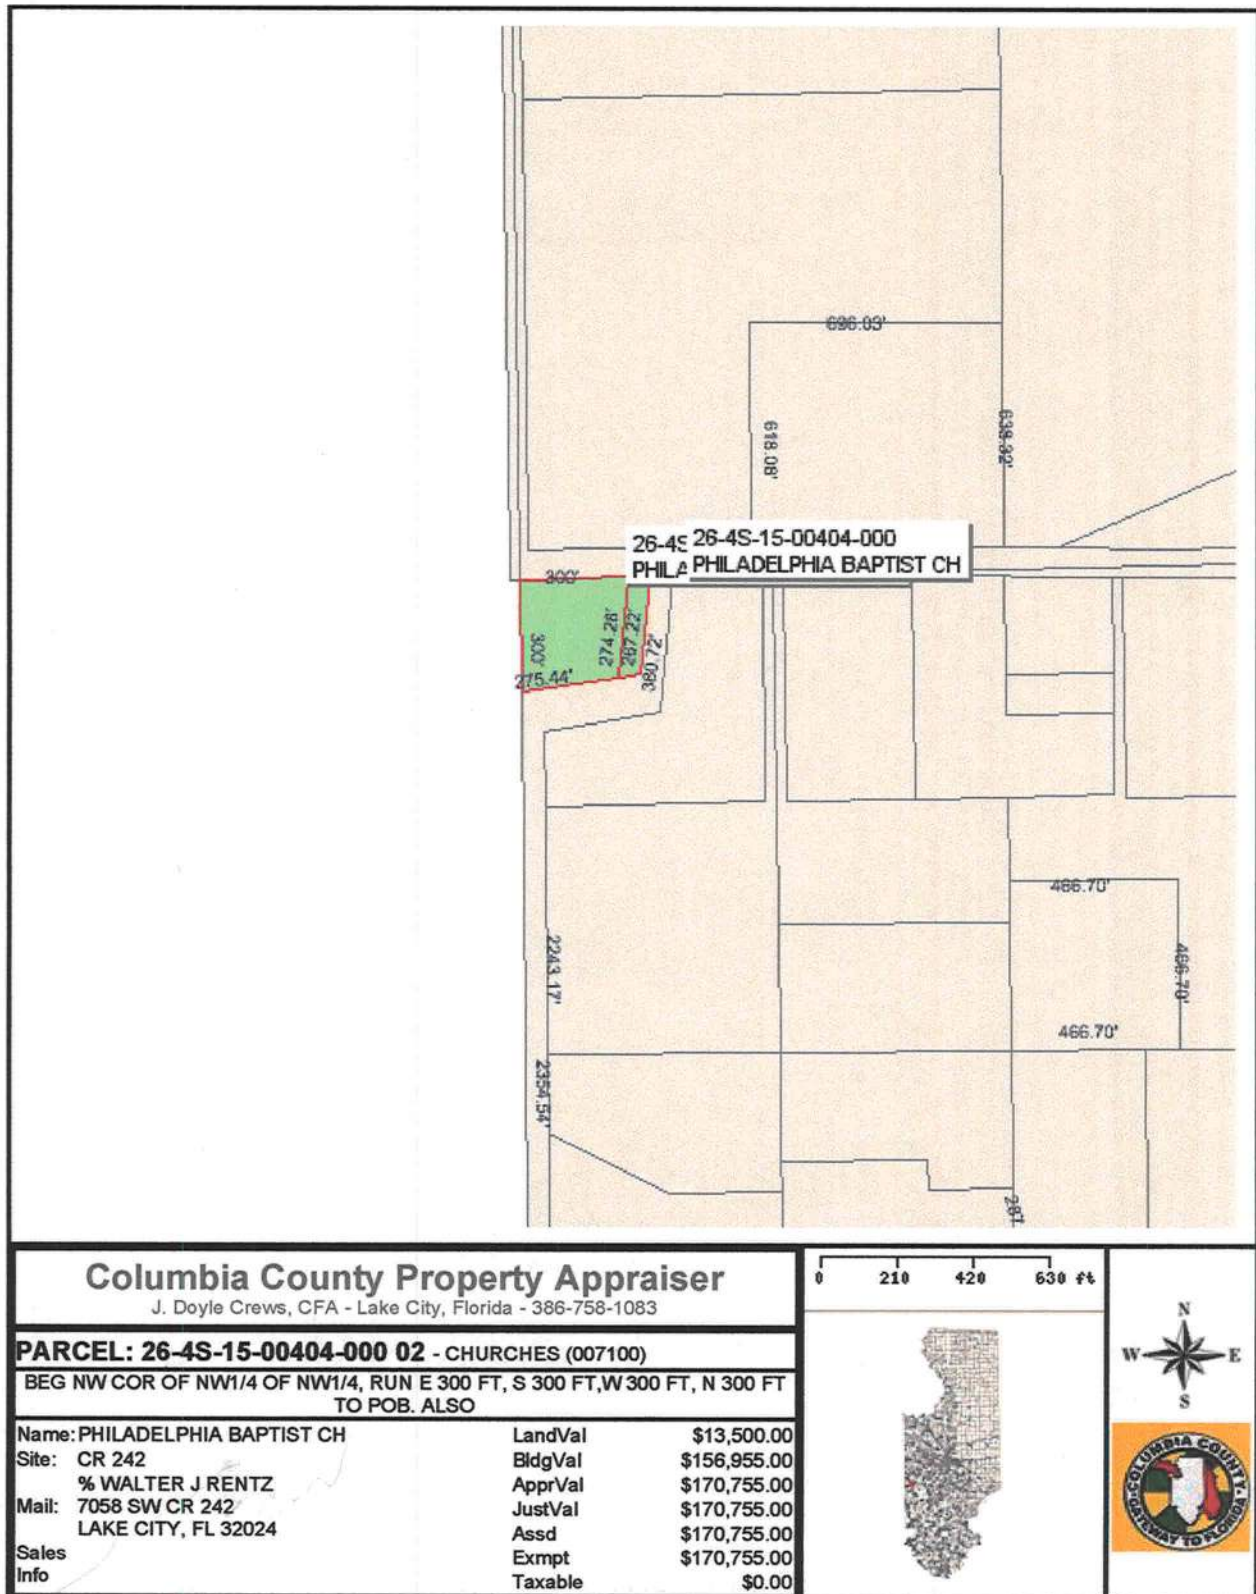 696.03'
618.08'
638.32'
26-4S
PHILA
26-4S-15-00404-000
PHILADELPHIA BAPTIST CH
300'
300'
274.28'
267.22'
380.72'
275.44'
466.70'
466.70'
2243.17'
466.70'
2354.54'
287
Columbia County Property Appraiser
J. Doyle Crews, CFA - Lake City, Florida - 386-758-1083
PARCEL: 26-4S-15-00404-000 02 - CHURCHES (007100)
BEG NW COR OF NW1/4 OF NW1/4, RUN E 300 FT, S 300 FT,W 300 FT, N 300 FT
TO POB. ALSO
Name: PHILADELPHIA BAPTIST CH
Site: CR 242
% WALTER J RENTZ
Mail: 7058 SW CR 242
LAKE CITY, FL 32024
Sales
Info
LandVal $13,500.00
BldgVal $156,955.00
ApprVal $170,755.00
JustVal $170,755.00
Assd $170,755.00
Exmpt $170,755.00
Taxable $0.00
0 210 420 630 ft
N
W E
S
COLUMBIA COUNTY
GATEWAY TO FLORIDA